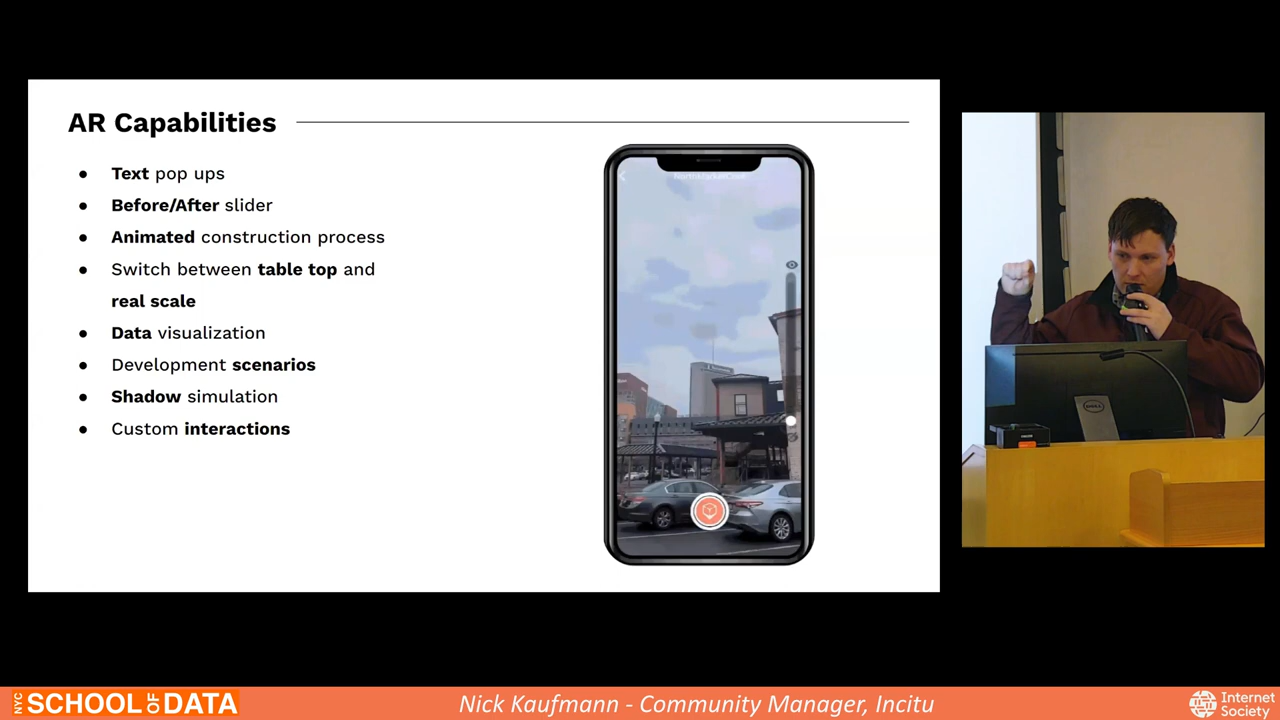 AR Capabilities
● Text pop ups
● Before/After slider
● Animated construction process
● Switch between table top and
real scale
● Data visualization
● Development scenarios
● Shadow simulation
● Custom interactions
DELL
NYC SCHOOL OF DATA
Nick Kaufmann - Community Manager, Incitu
Internet
Society